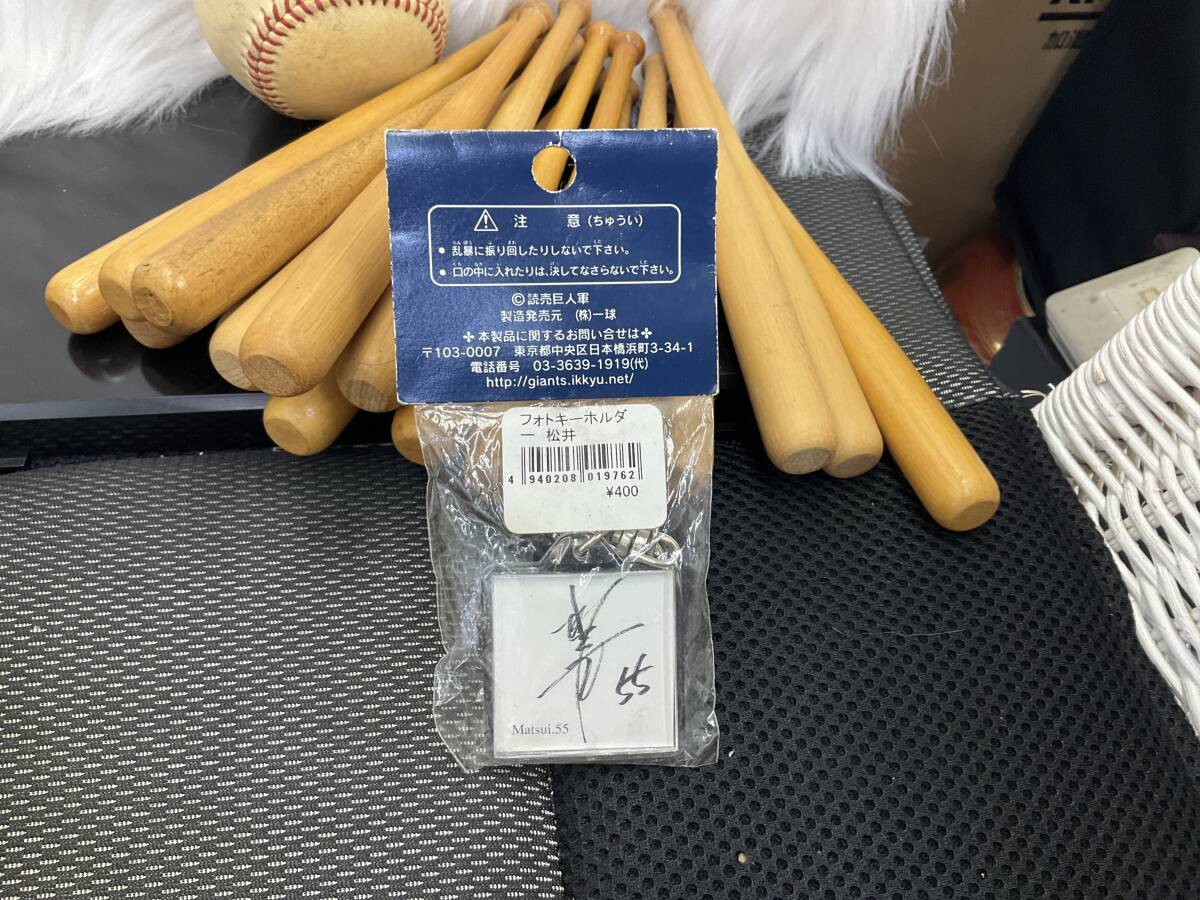 加温
⚠ 注 意(ちゅうい)
● 乱暴に振り回したりしないで下さい。
● 口の中に入れたりは、決してなさらないで下さい。
©読売巨人軍
製造発売元 (株)一球
✤本製品に関するお問い合せは✤
〒103-0007 東京都中央区日本橋浜町3-34-1
電話番号 03-3639-1919(代)
http://giants.ikkyu.net/
フォトキーホルダ
ー 松井
4 940208 019762
¥400
55
Matsui.55